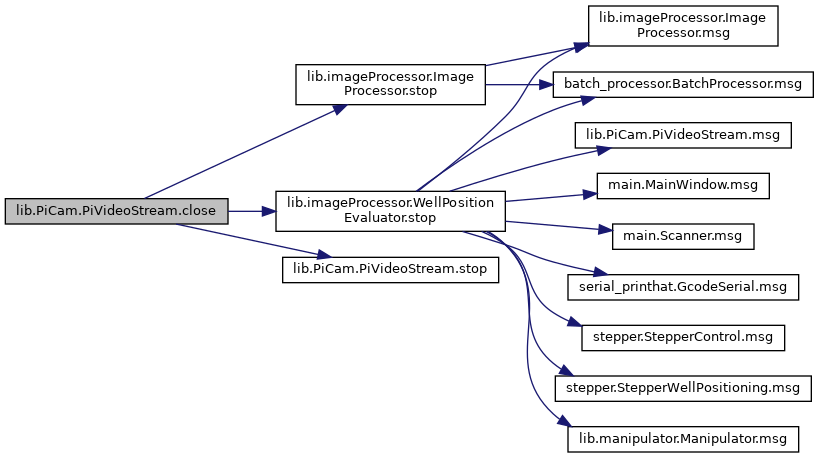 lib.PiCam.PiVideoStream.close
lib.imageProcessor.Image
Processor.stop
lib.imageProcessor.WellPosition
Evaluator.stop
lib.PiCam.PiVideoStream.stop
lib.imageProcessor.Image
Processor.msg
batch_processor.BatchProcessor.msg
lib.PiCam.PiVideoStream.msg
main.MainWindow.msg
main.Scanner.msg
serial_printhat.GcodeSerial.msg
stepper.StepperControl.msg
stepper.StepperWellPositioning.msg
lib.manipulator.Manipulator.msg